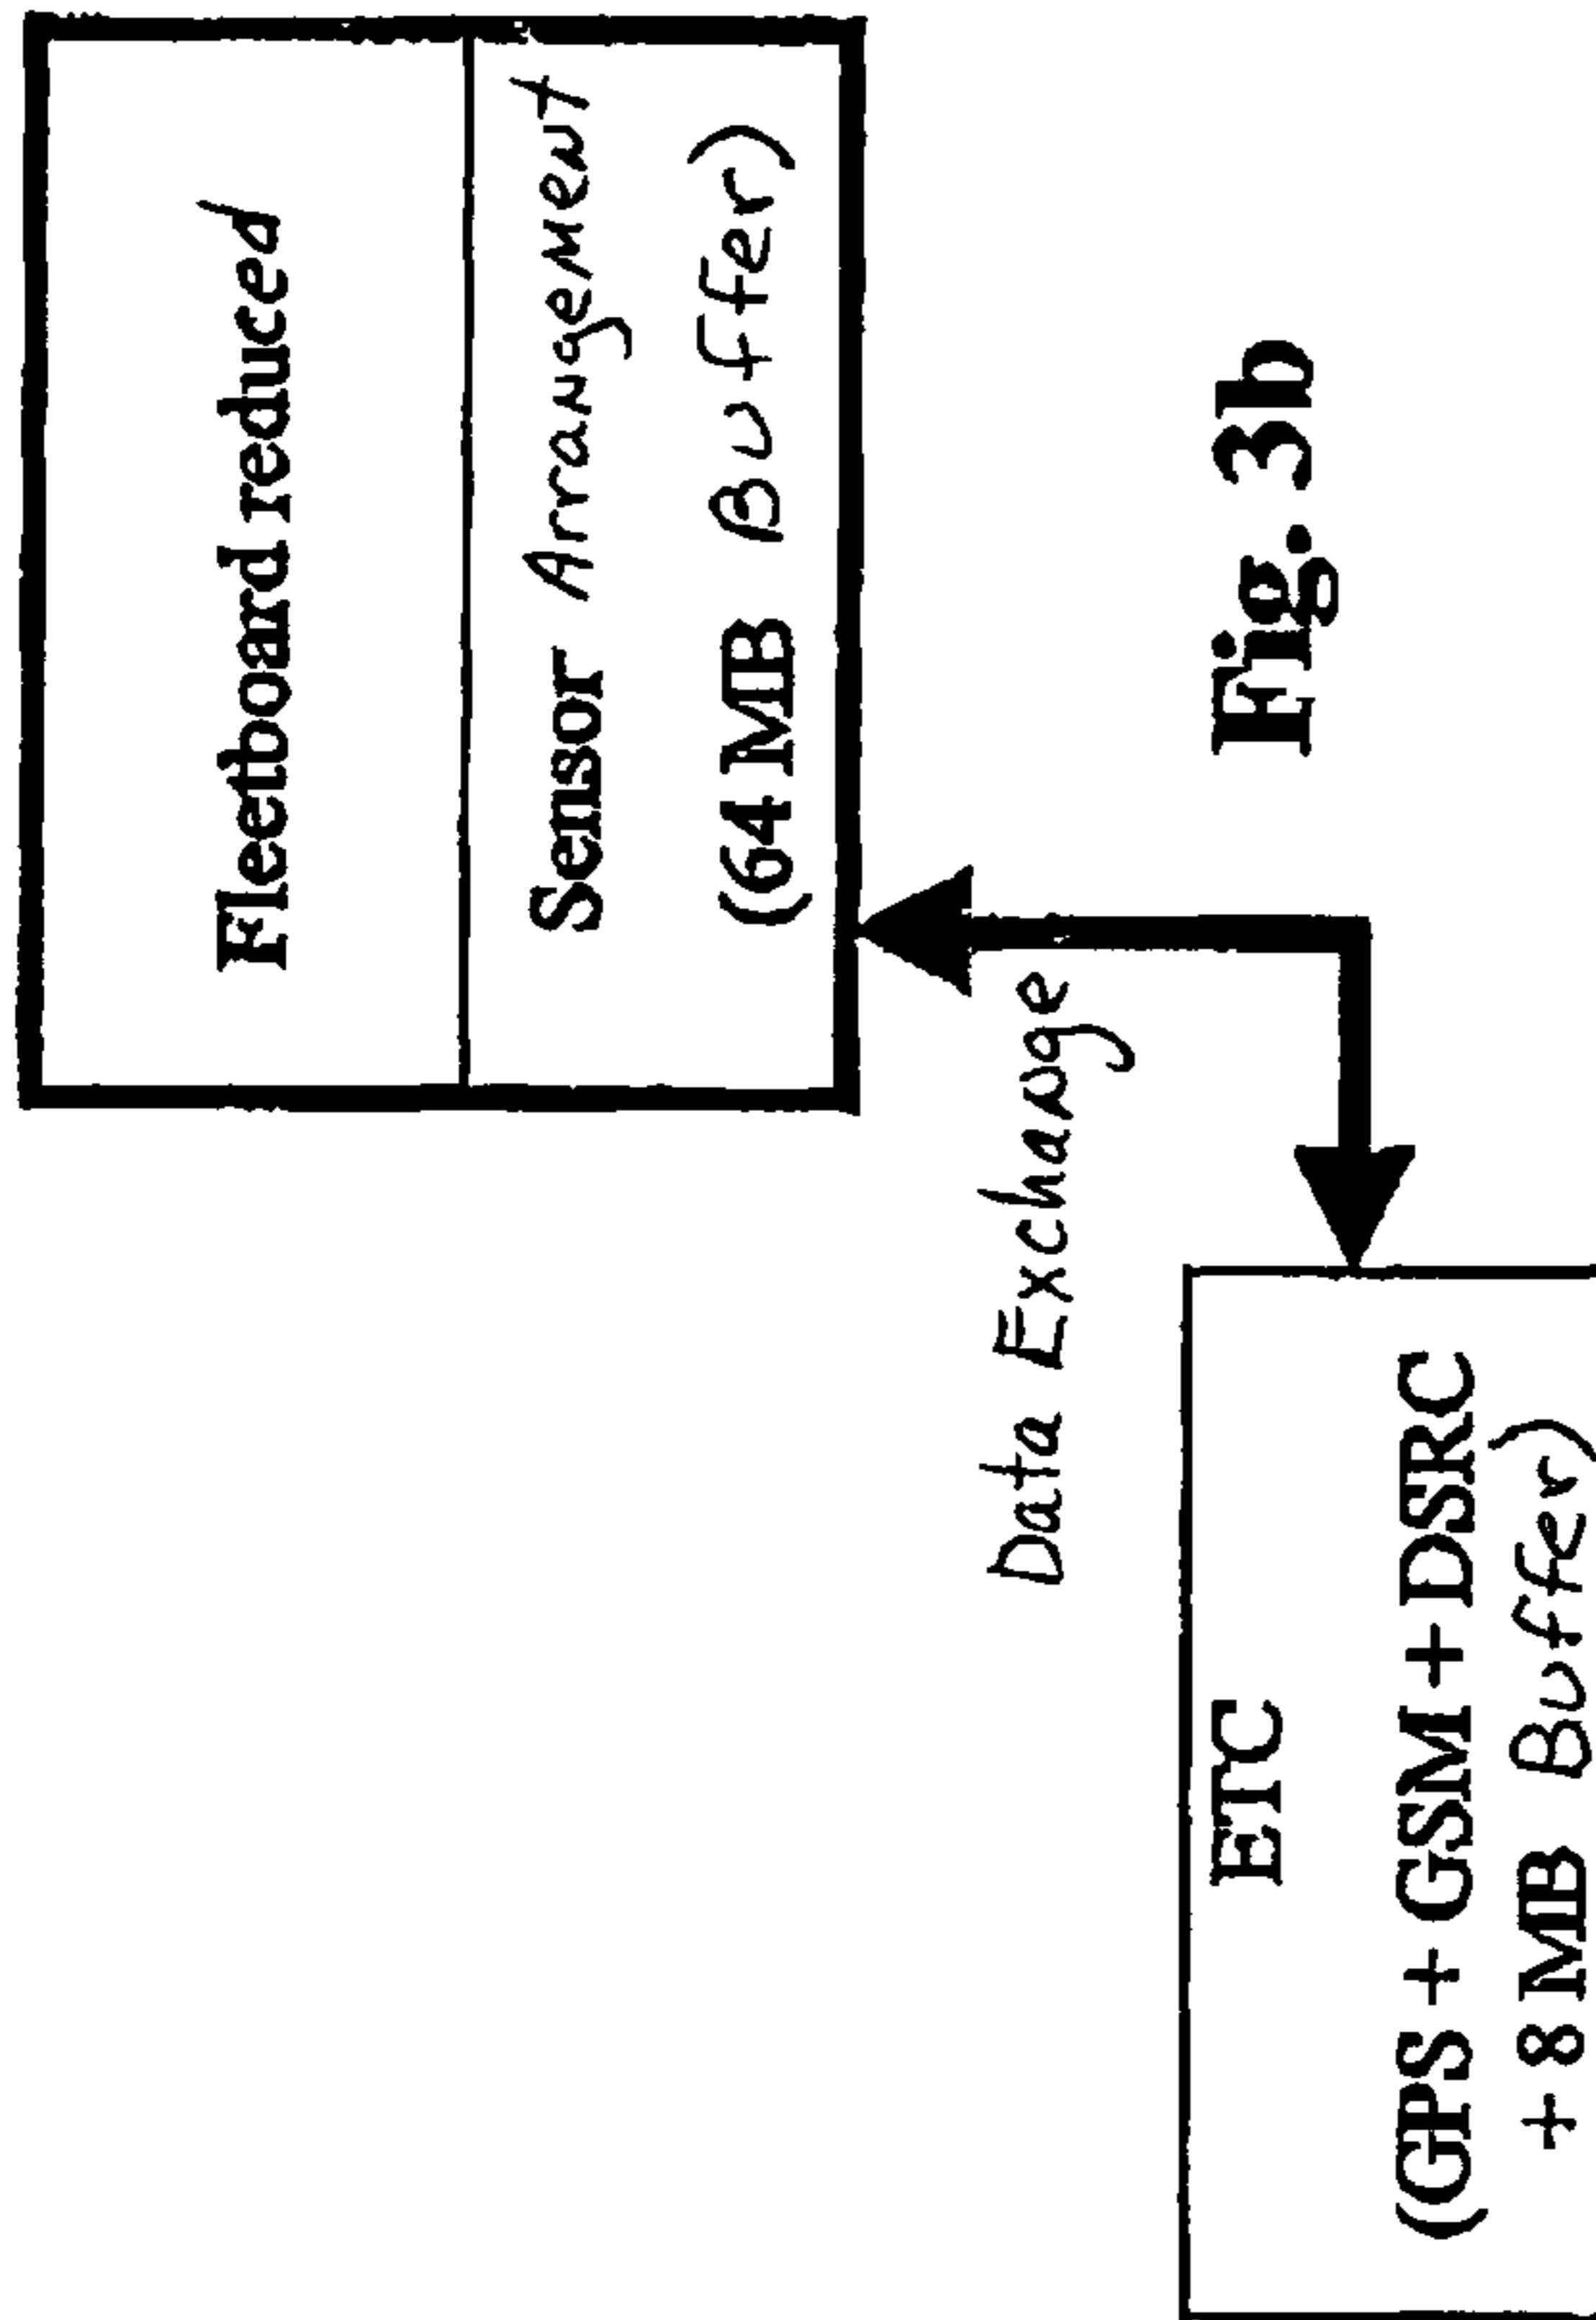 Fleetboard reduced
Sensor Arrangement
(64 MB Buffer)
Data Exchange
ETC
(GPS + GSM + DSRC
+ 8 MB Buffer)
Fig. 3b